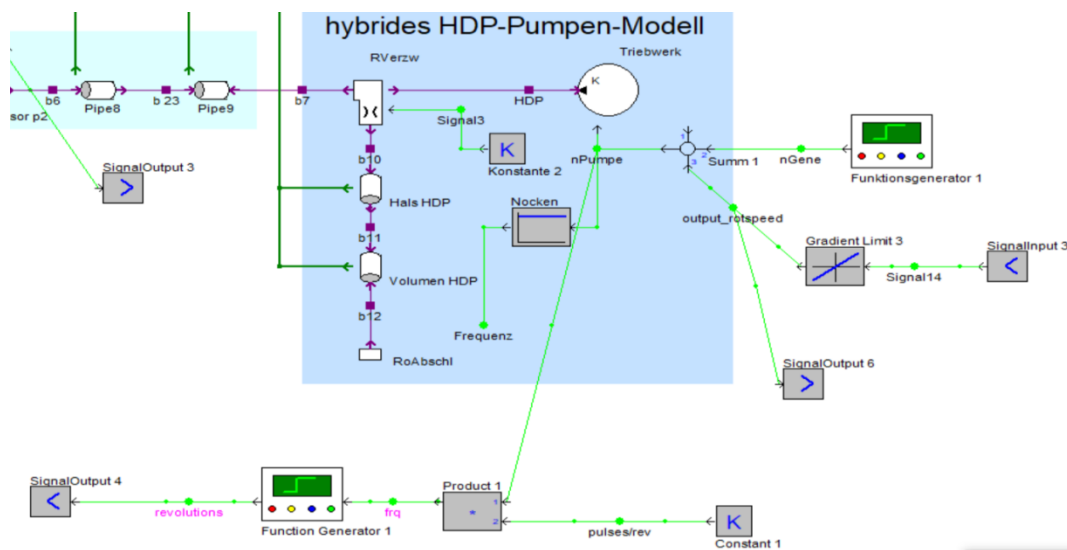 hybrides HDP-Pumpen-Modell
RVerzw
Triebwerk
K
b6
b 23
b7
HDP
Pipe8
Pipe9
sor p2
Signal3
b10
K
Konstante 2
nPumpe
1
2
3
Summ 1
nGene
Funktionsgenerator 1
SignalOutput 3
>
Hals HDP
Nocken
output_rotspeed
b11
Gradient Limit 3
SignalInput 3
<
Signal14
Volumen HDP
b12
Frequenz
RoAbschl
SignalOutput 6
>
SignalOutput 4
<
revolutions
Function Generator 1
frq
Product 1
1
*
2
pulses/rev
K
Constant 1